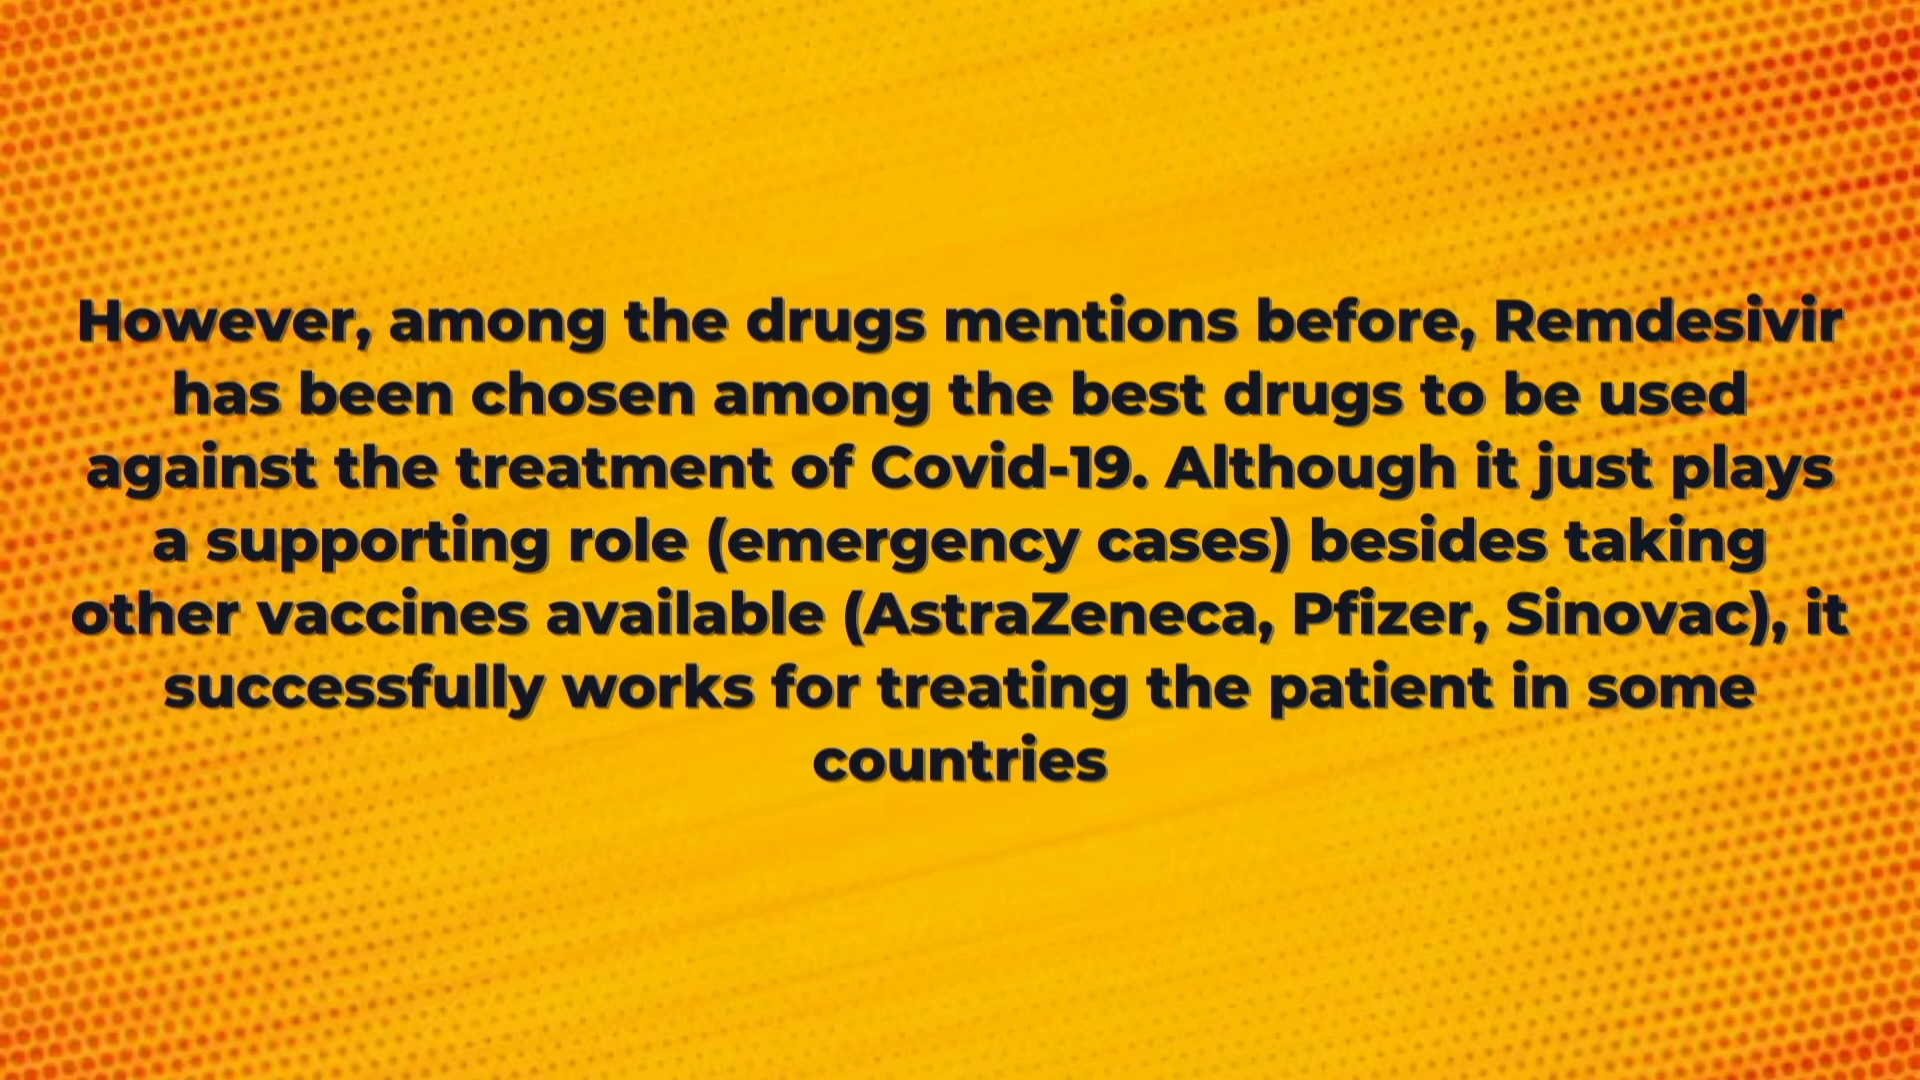 However, among the drugs mentions before, Remdesivir
has been chosen among the best drugs to be used
against the treatment of Covid-19. Although it just plays
a supporting role (emergency cases) besides taking
other vaccines available (AstraZeneca, Pfizer, Sinovac), it
successfully works for treating the patient in some
countries